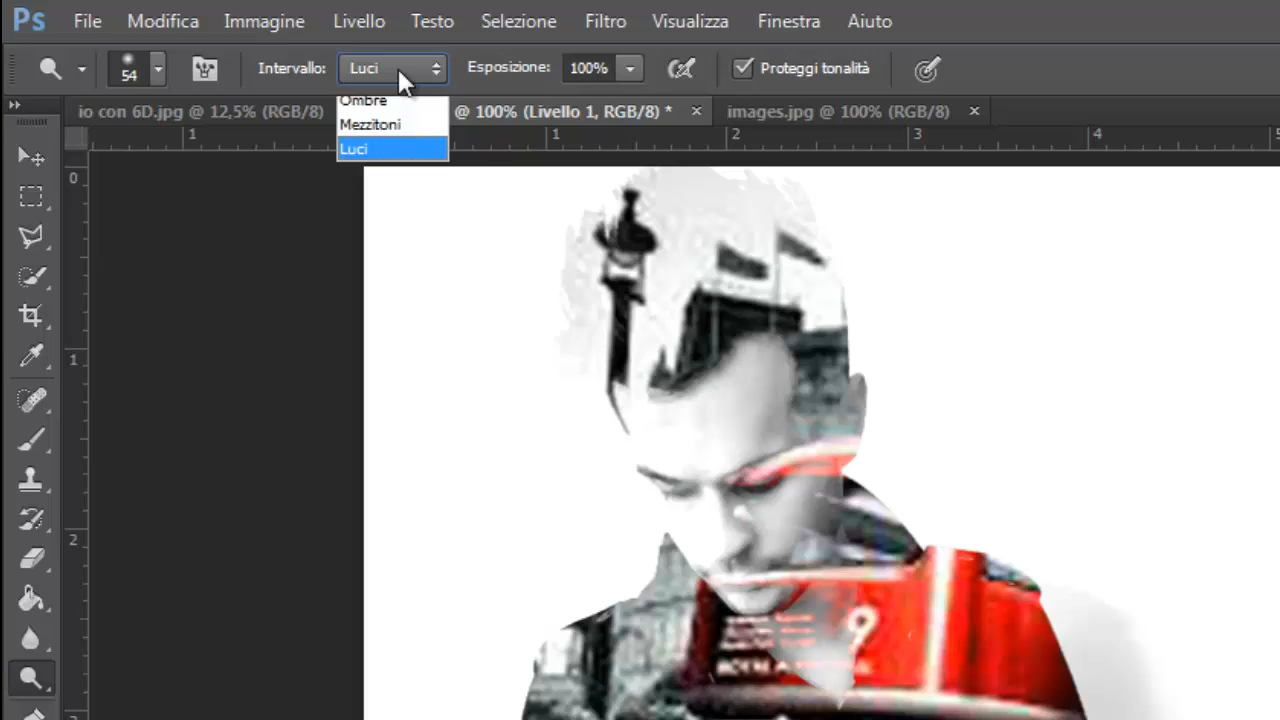 Ps File Modifica Immagine Livello Testo Selezione Filtro Visualizza Finestra Aiuto
54 Intervallo: Luci Esposizione: 100% Proteggi tonalità
io con 6D.jpg @ 12,5% (RGB/8) @ 100% (Livello 1, RGB/8) * × images.jpg @ 100% (RGB/8) ×
Ombre
Mezzitoni
Luci
1 1 2 3 4
0
1
2
9